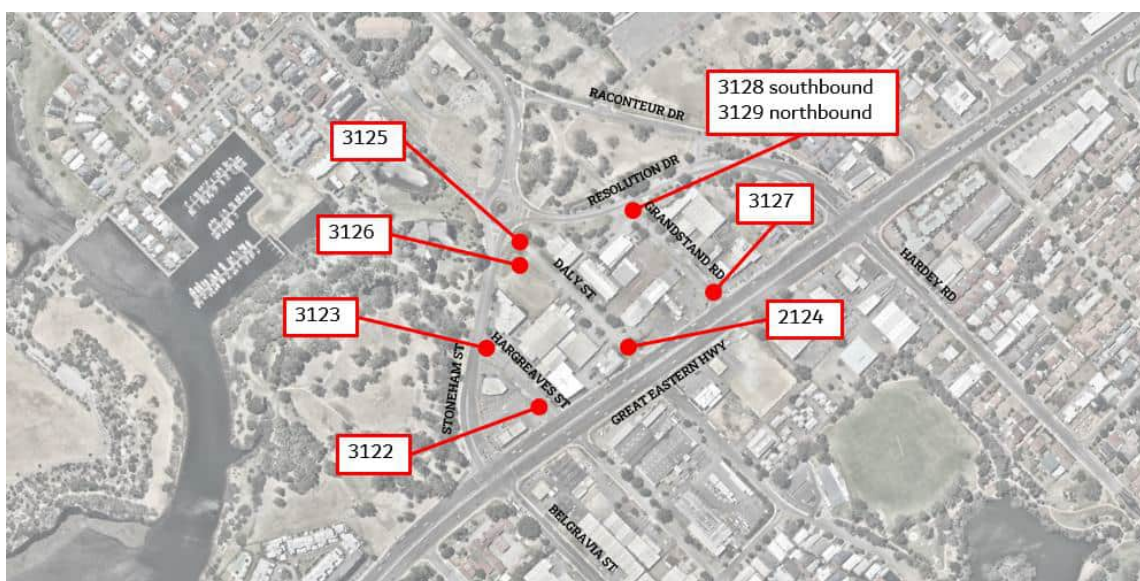 3128 southbound
3129 northbound
RACONTEUR DR
3125
RESOLUTION DR
3127
3126
GRANDSTAND RD
HARDEY RD
DALY ST
3123
2124
HARGREAVES ST
STONEHAM ST
GREAT EASTERN HWY
3122
BELGRAVIA ST